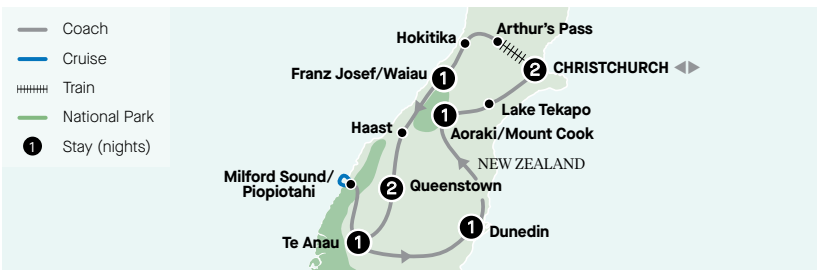 Coach
Cruise
Train
National Park
1 Stay (nights)
Hokitika
Arthur's Pass
Franz Josef/Waiau
1
2
CHRISTCHURCH
Lake Tekapo
1
Aoraki/Mount Cook
Haast
NEW ZEALAND
Milford Sound/
Piopiotahi
2
Queenstown
Te Anau
1
1
Dunedin